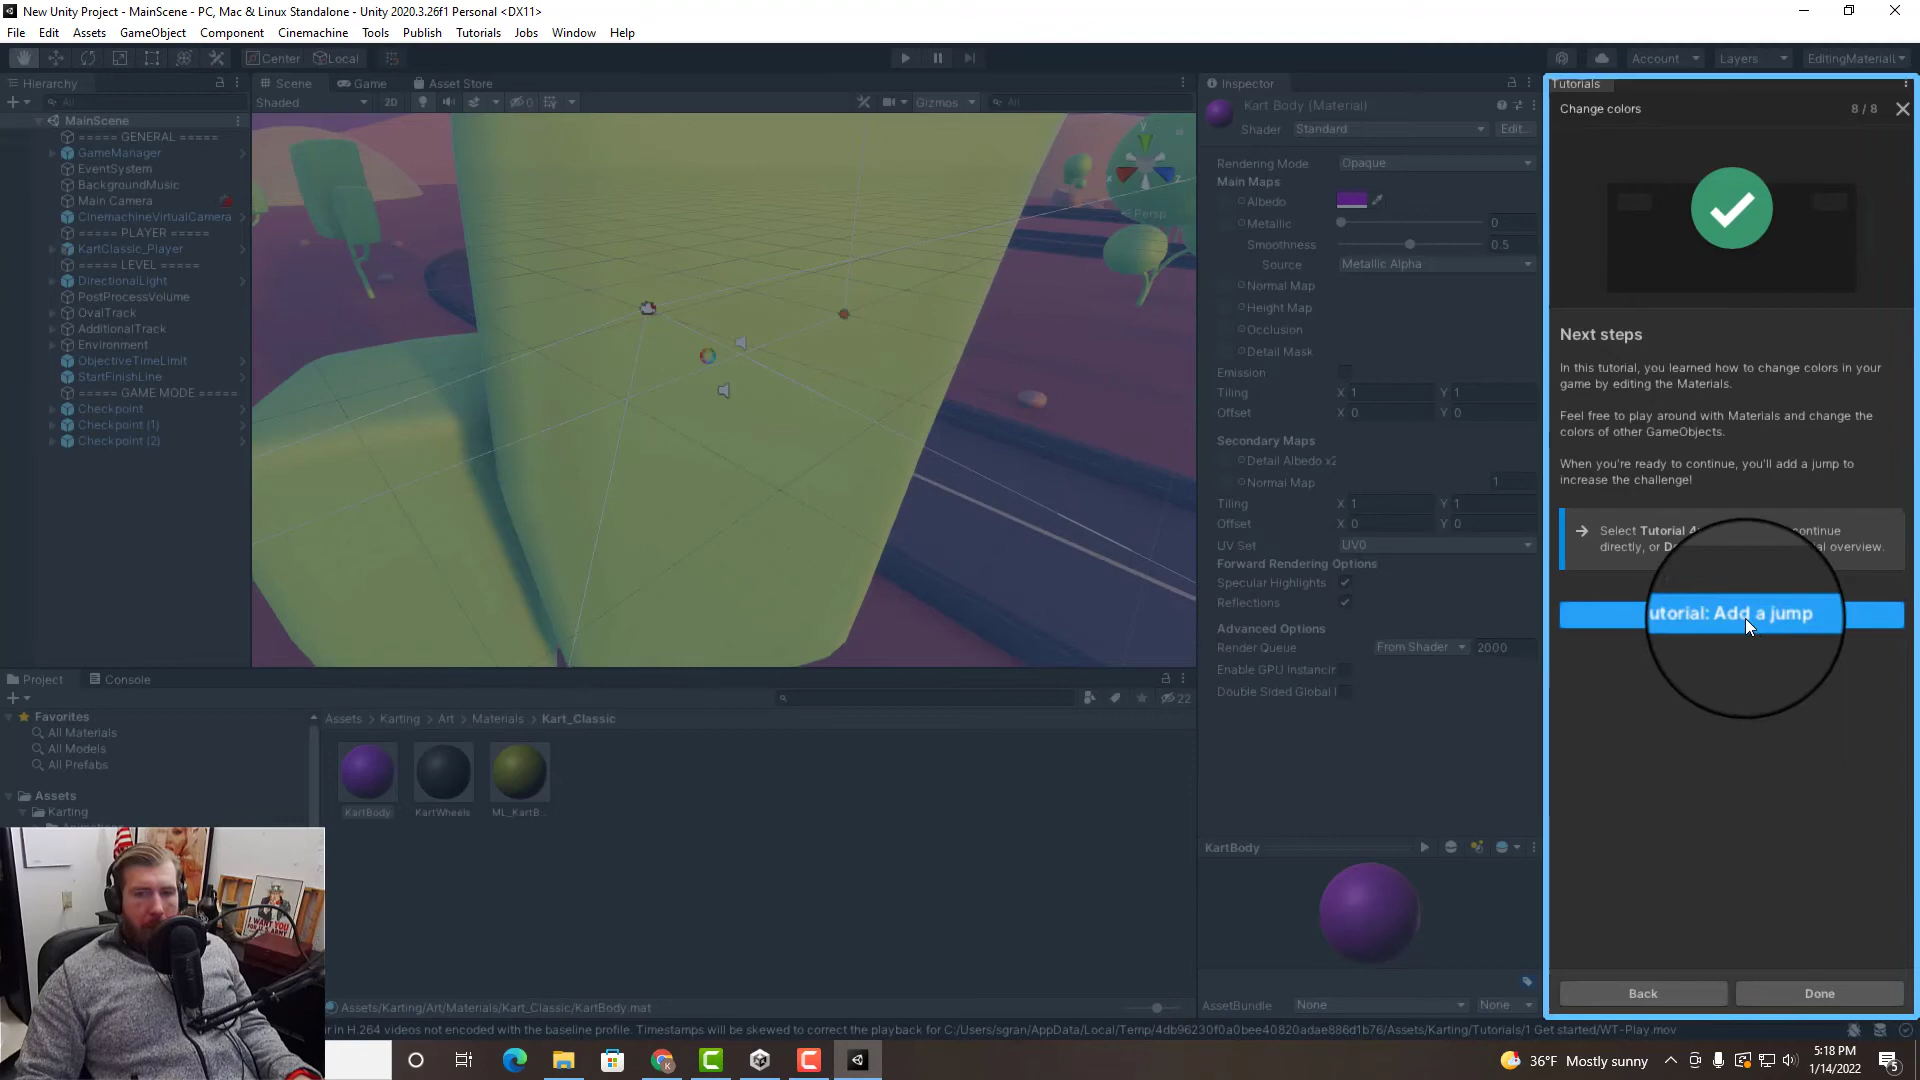 New Unity Project - MainScene - PC, Mac & Linux Standalone - Unity 2020.3.26f1 Personal <DX11>
File Edit Assets GameObject Component Cinemachine Tools Publish Tutorials Jobs Window Help
Center Local
Account Layers
Hierarchy
All
MainScene
===== GENERAL =====
GameManager
EventSystem
BackgroundMusic
Main Camera
CinemachineVirtualCamera
===== PLAYER =====
KartClassic_Player
===== LEVEL =====
DirectionalLight
PostProcessVolume
OvalTrack
AdditionalTrack
Environment
ObjectiveTimeLimit
StartFinishLine
===== GAME MODE =====
Checkpoint
Checkpoint (1)
Checkpoint (2)
Scene Game Asset Store
Shaded 2D 0 Gizmos All
y
x z
Persp
Inspector
Kart Body (Material)
Shader Standard Edit...
Rendering Mode Opaque
Main Maps
Albedo
Metallic 0
Smoothness 0.5
Source Metallic Alpha
Normal Map
Height Map
Occlusion
Detail Mask
Emission
Tiling X 1 Y 1
Offset X 0 Y 0
Secondary Maps
Detail Albedo x2
Normal Map 1
Tiling X 1 Y 1
Offset X 0 Y 0
UV Set UV0
Forward Rendering Options
Specular Highlights
Reflections
Advanced Options
Render Queue From Shader 2000
Enable GPU Instancin
Double Sided Global I
KartBody
AssetBundle None None
Tutorials
Change colors 8 / 8
Next steps
In this tutorial, you learned how to change colors in your
game by editing the Materials.
Feel free to play around with Materials and change the
colors of other GameObjects.
When you're ready to continue, you'll add a jump to
increase the challenge!
Select Tutorial continue
directly, or overview.
utorial: Add a jump
Back Done
Project Console
22
Favorites
All Materials
All Models
All Prefabs
Assets
Karting
Assets > Karting > Art > Materials > Kart_Classic
KartBody KartWheels ML_KartB...
Assets/Karting/Art/Materials/Kart_Classic/KartBody.mat
ir in H.264 videos not encoded with the baseline profile. Timestamps will be skewed to correct the playback for C:/Users/sgran/AppData/Local/Temp/4db96230f0a0bee40820adae886d1b76/Assets/Karting/Tutorials/1 Get started/WT-Play.mov
I WANT YOU
36°F Mostly sunny
5:18 PM
1/14/2022
5